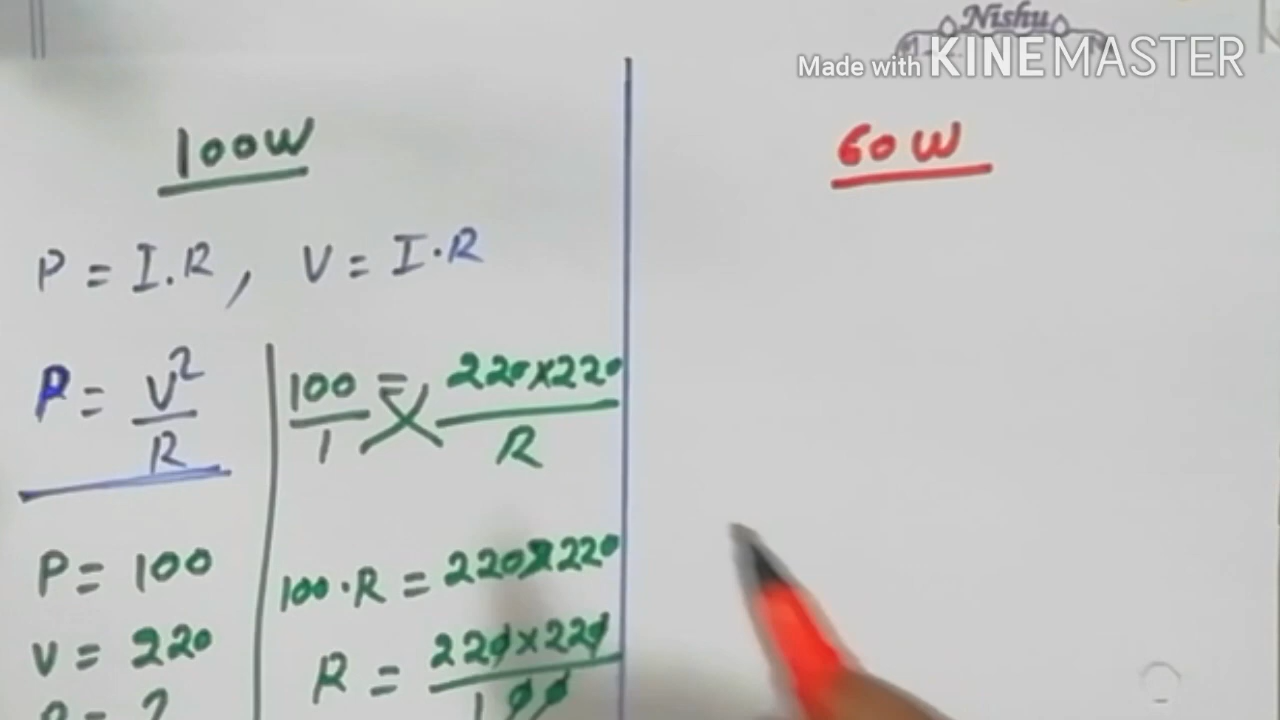 Nishu
Made with KINEMASTER
100W
P = I.R, V = I.R
P = V²/R
P = 100
V = 220
100/1 = 220×220/R
100.R = 220×220
R = 220×220/100
60W